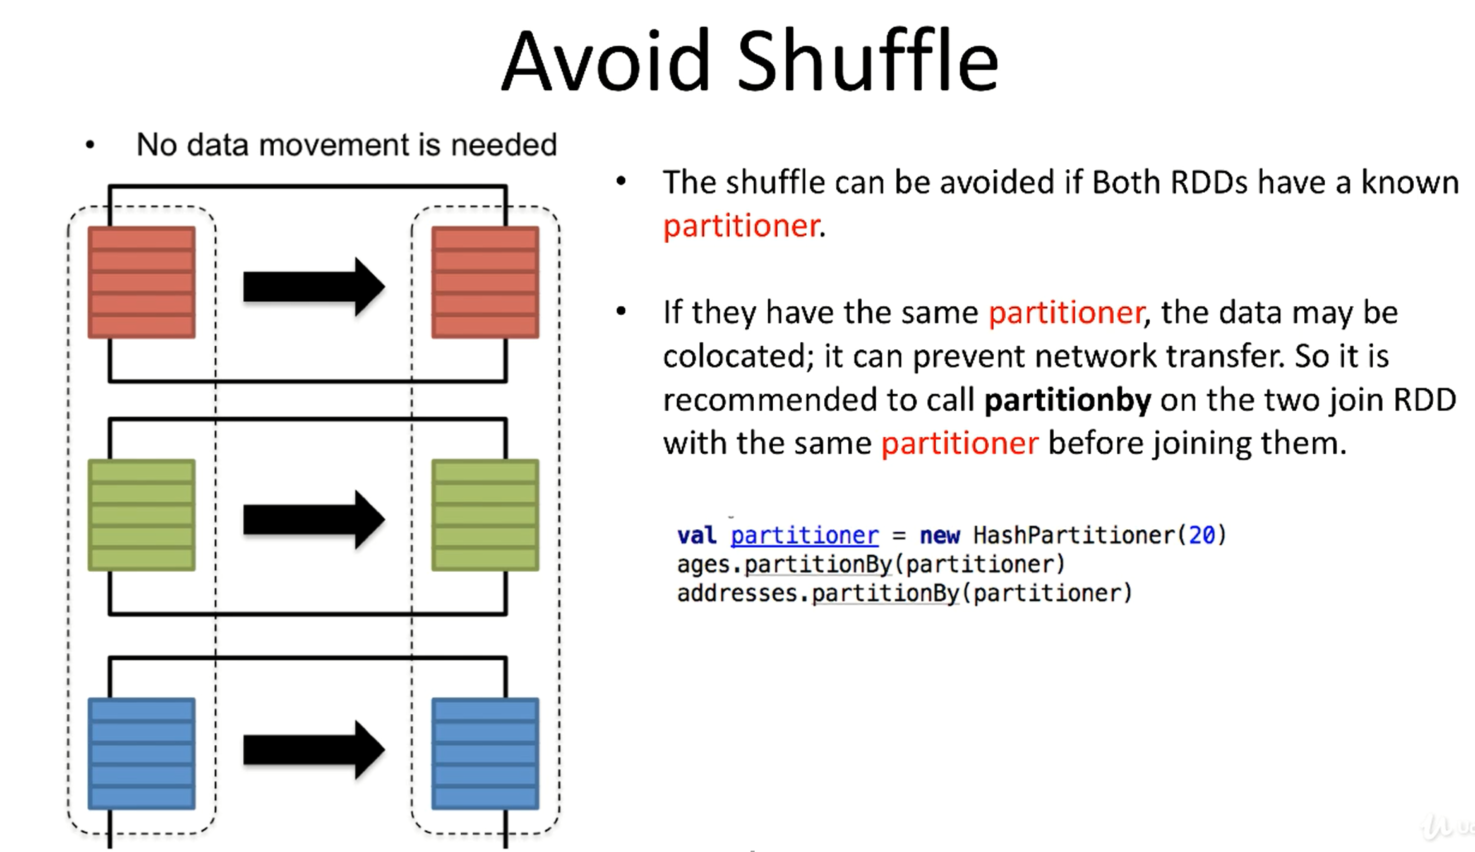 Avoid Shuffle
• No data movement is needed
• The shuffle can be avoided if Both RDDs have a known
partitioner.
• If they have the same partitioner, the data may be
colocated; it can prevent network transfer. So it is
recommended to call partitionby on the two join RDD
with the same partitioner before joining them.
val partitioner = new HashPartitioner(20)
ages.partitionBy(partitioner)
addresses.partitionBy(partitioner)